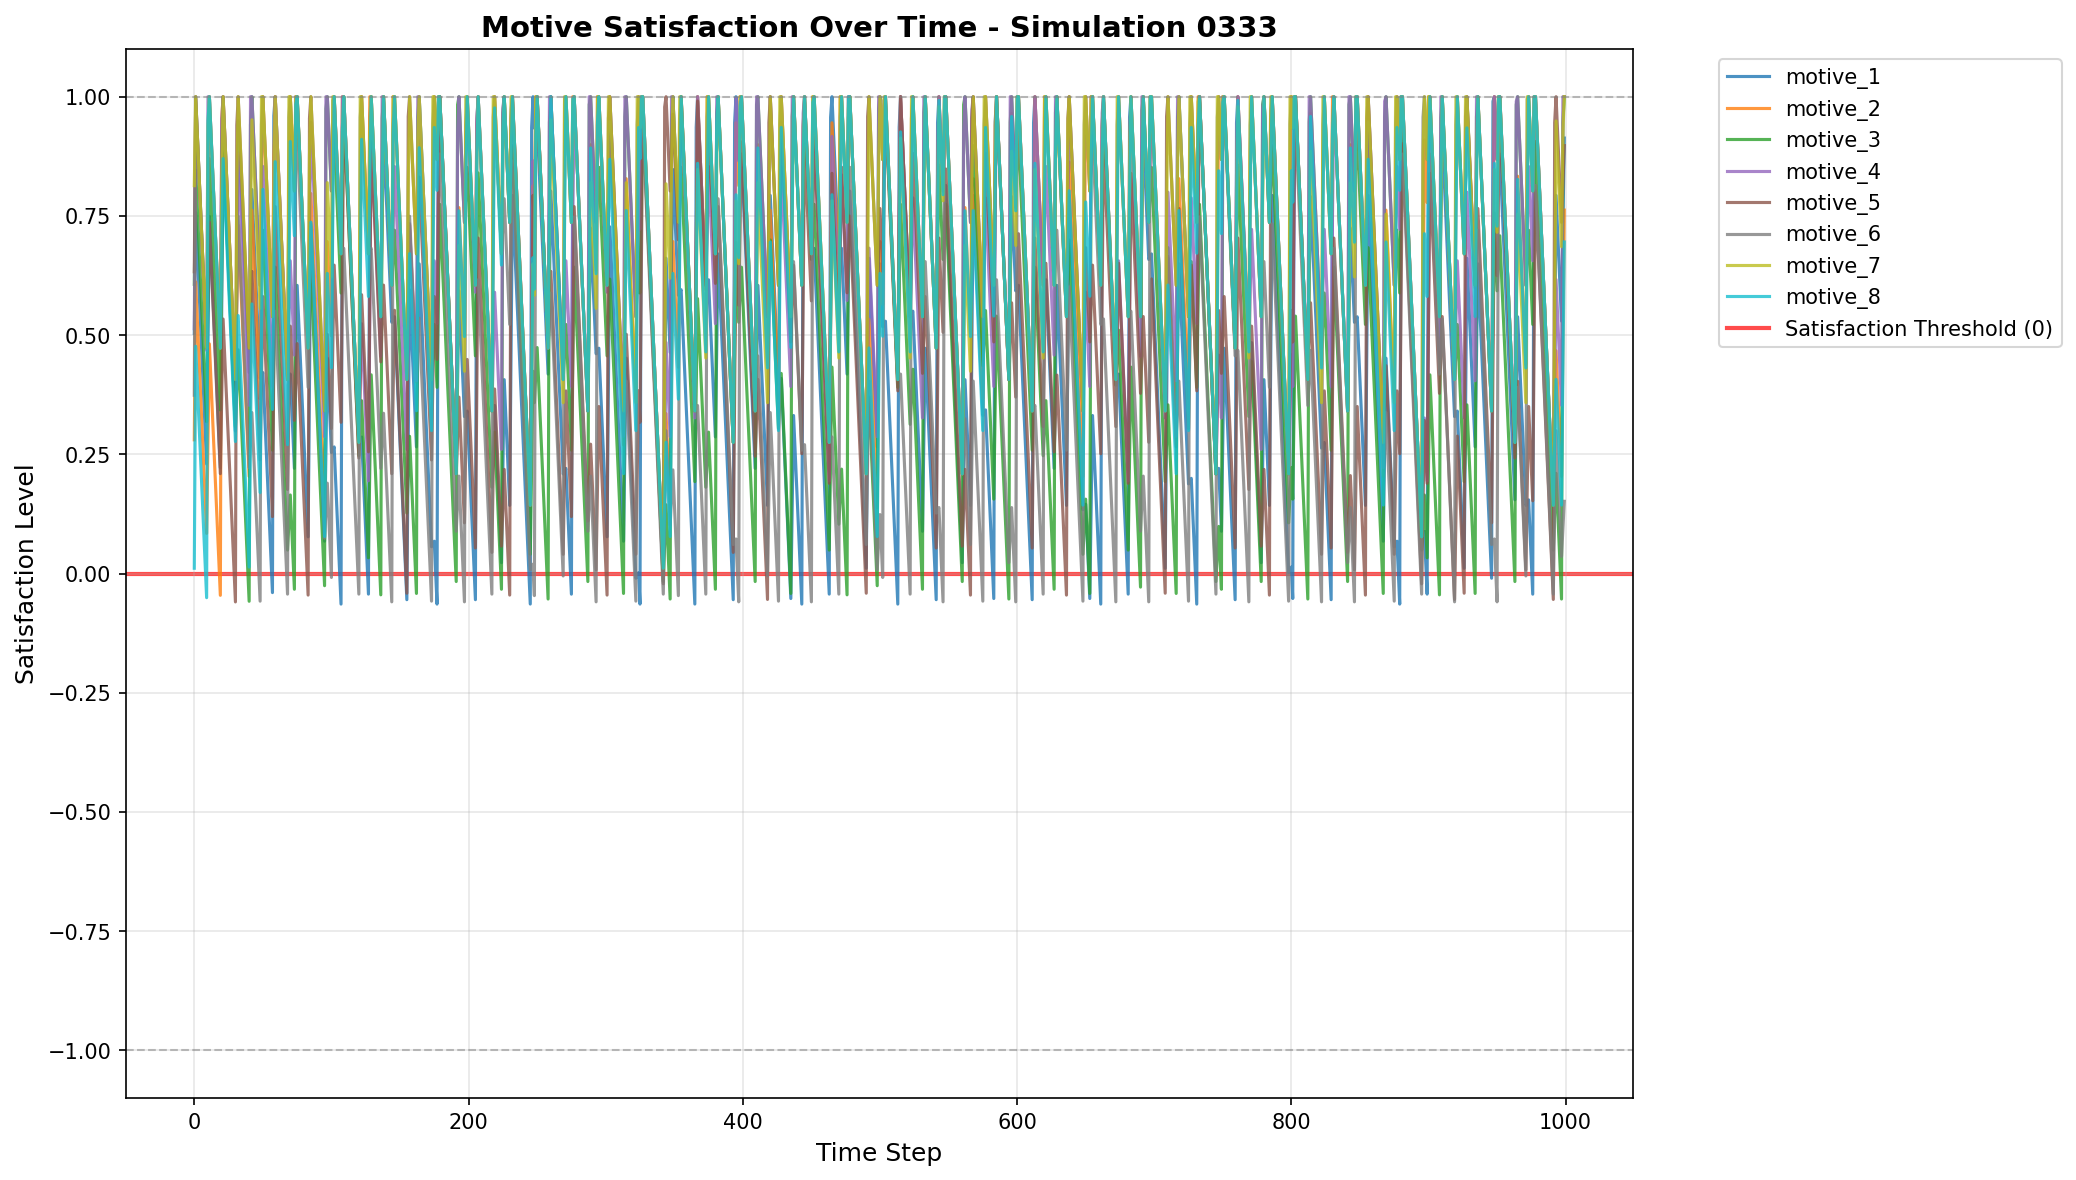 Motive Satisfaction Over Time - Simulation 0333
1.00
0.75
0.50
0.25
0.00
−0.25
−0.50
−0.75
−1.00
Satisfaction Level
0
200
400
600
800
1000
Time Step
motive_1
motive_2
motive_3
motive_4
motive_5
motive_6
motive_7
motive_8
Satisfaction Threshold (0)